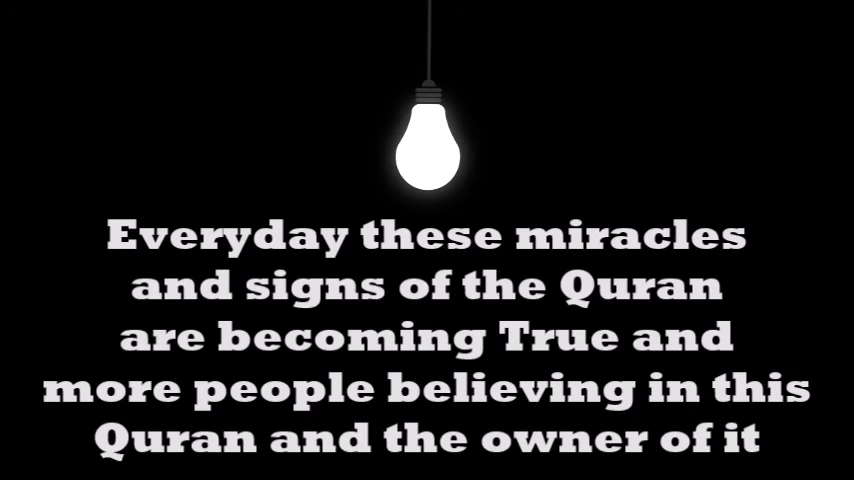 Everyday these miracles
and signs of the Quran
are becoming True and
more people believing in this
Quran and the owner of it